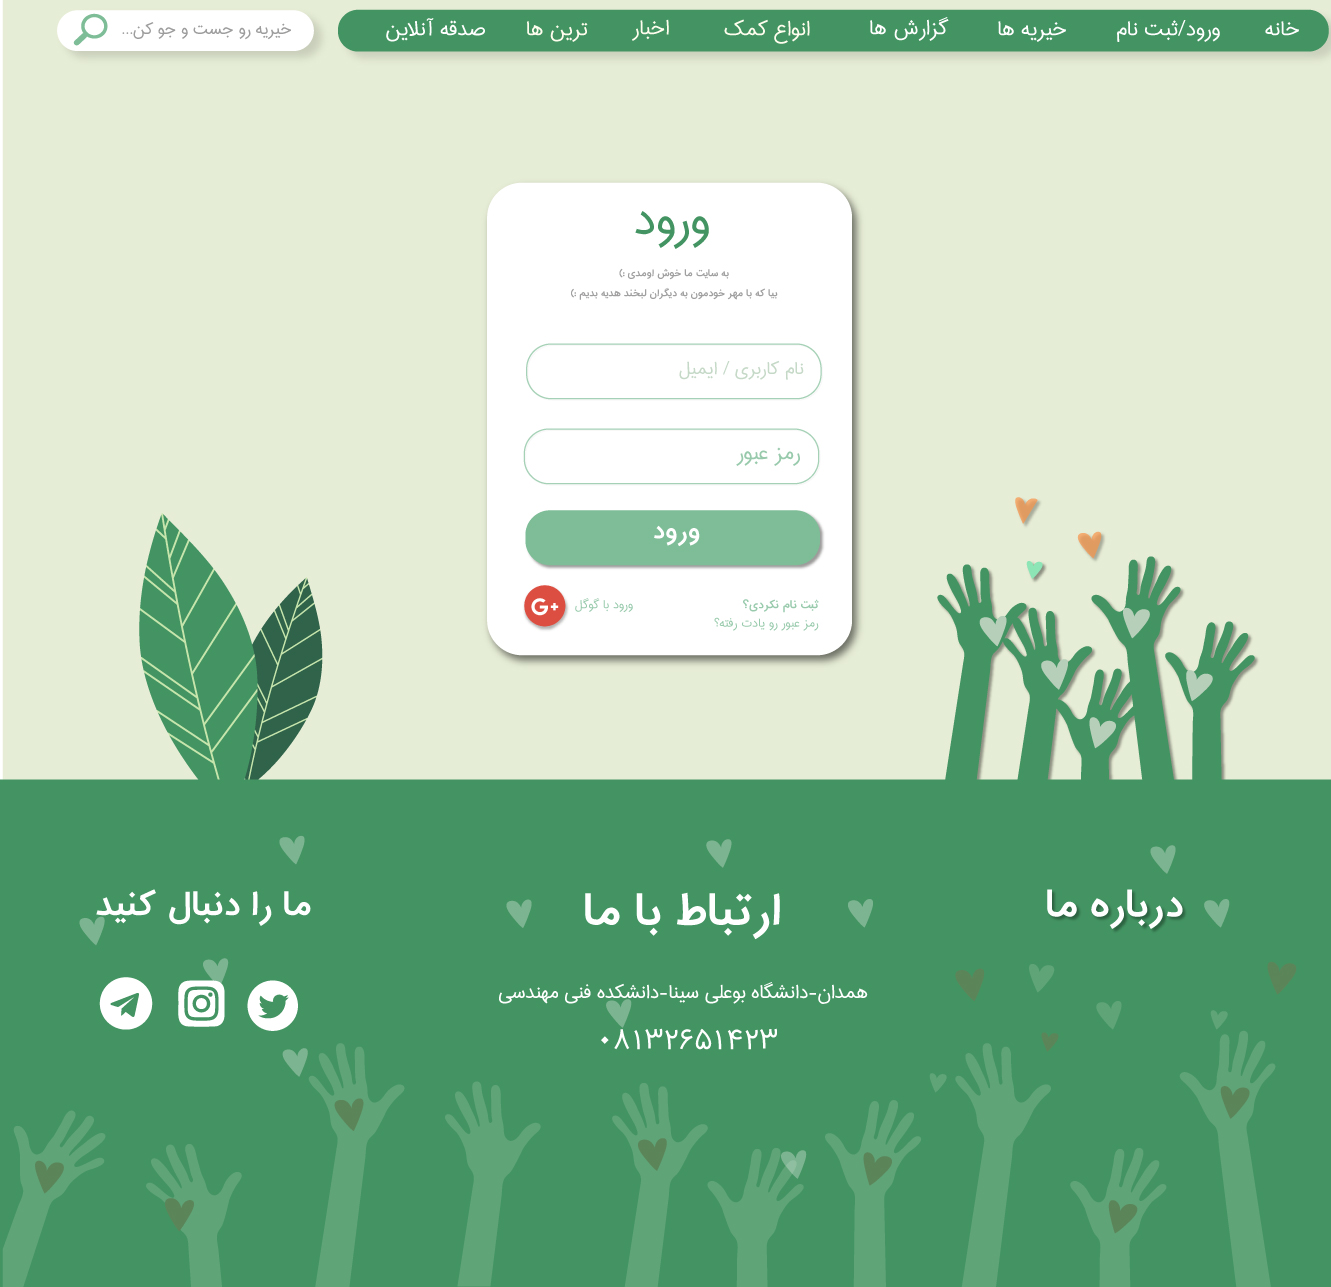 خانه
ورود/ثبت نام
خیریه ها
گزارش ها
انواع کمک
اخبار
ترین ها
صدقه آنلاین
خیریه رو جست و جو کن...
ورود
به سایت ما خوش اومدی :)
بیا که با مهر خودمون به دیگران لبخند هدیه بدیم :)
نام کاربری / ایمیل
رمز عبور
ورود
ثبت نام نکردی؟
رمز عبور رو یادت رفته؟
ورود با گوگل
G+
درباره ما
ارتباط با ما
همدان-دانشگاه بوعلی سینا-دانشکده فنی مهندسی
۰۸۱۳۲۶۵۱۴۲۳
ما را دنبال کنید